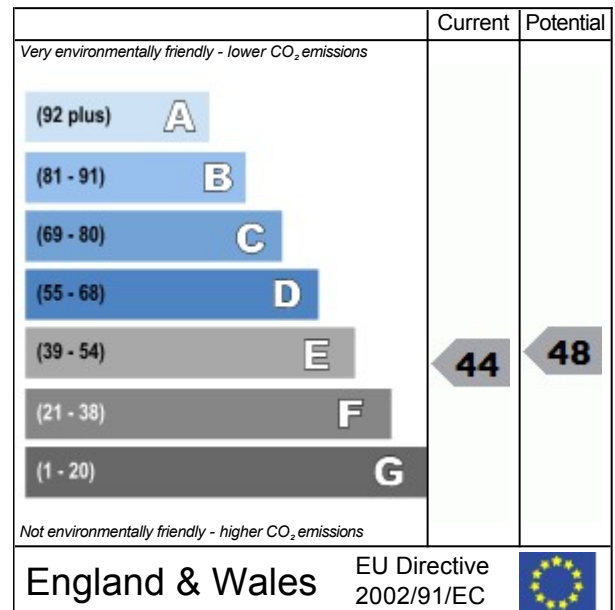 Current Potential
Very environmentally friendly - lower CO₂ emissions
(92 plus) A
(81 - 91) B
(69 - 80) C
(55 - 68) D
(39 - 54) E
44 48
(21 - 38) F
(1 - 20) G
Not environmentally friendly - higher CO₂ emissions
England & Wales
EU Directive
2002/91/EC